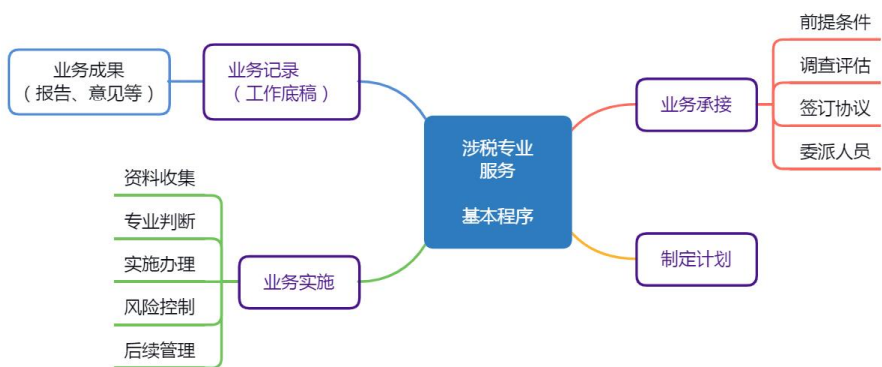 涉税专业
服务
基本程序
业务承接
前提条件
调查评估
签订协议
委派人员
制定计划
业务实施
资料收集
专业判断
实施办理
风险控制
后续管理
业务记录
（工作底稿）
业务成果
（报告、意见等）